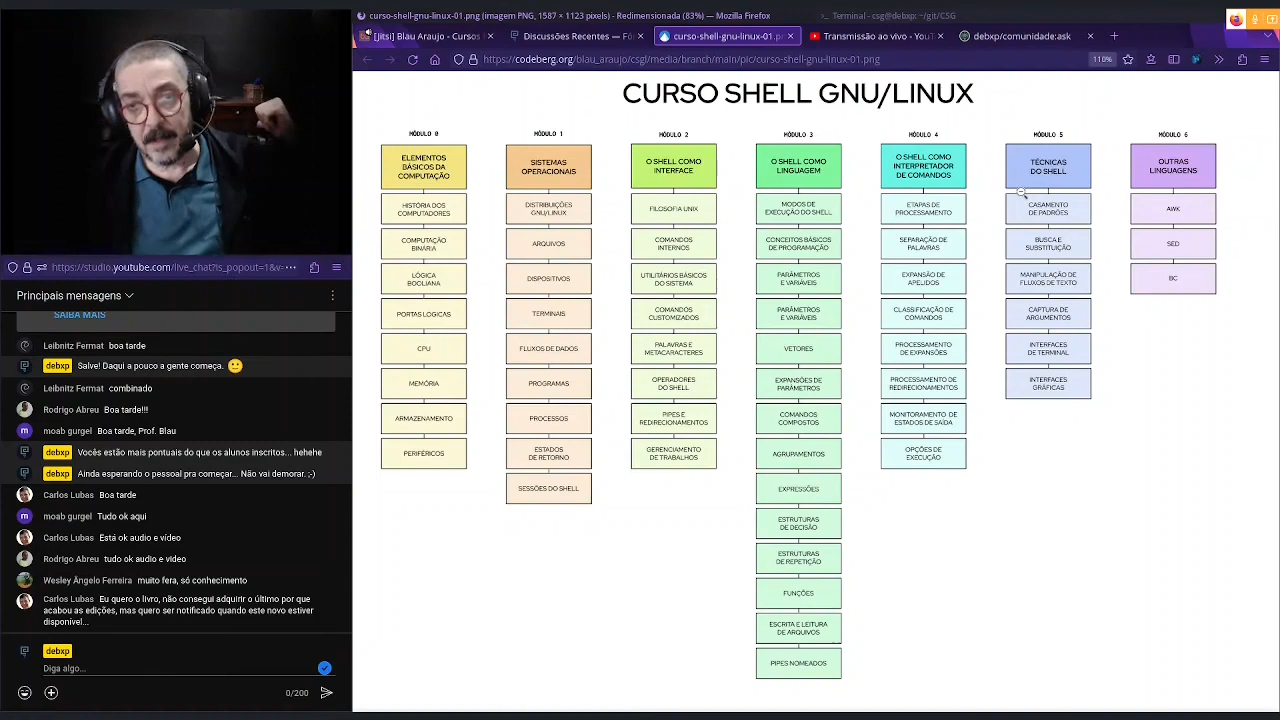 curso-shell-gnu-linux-01.png (imagem PNG, 1587 × 1123 pixels) - Redimensionada (83%) — Mozilla Firefox
Terminal - csg@debxp: ~/git/CSG
[Jitsi] Blau Araujo - Cursos
Discussões Recentes — Fó
curso-shell-gnu-linux-01.pn
Transmissão ao vivo - YouT
debxp/comunidade:ask
https://codeberg.org/blau_araujo/csgl/media/branch/main/pic/curso-shell-gnu-linux-01.png
110%
CURSO SHELL GNU/LINUX
MÓDULO 0
ELEMENTOS
BÁSICOS DA
COMPUTAÇÃO
HISTÓRIA DOS
COMPUTADORES
COMPUTAÇÃO
BINÁRIA
LÓGICA
BOOLIANA
PORTAS LÓGICAS
CPU
MEMÓRIA
ARMAZENAMENTO
PERIFÉRICOS
MÓDULO 1
SISTEMAS
OPERACIONAIS
DISTRIBUIÇÕES
GNU/LINUX
ARQUIVOS
DISPOSITIVOS
TERMINAIS
FLUXOS DE DADOS
PROGRAMAS
PROCESSOS
ESTADOS
DE RETORNO
SESSÕES DO SHELL
MÓDULO 2
O SHELL COMO
INTERFACE
FILOSOFIA UNIX
COMANDOS
INTERNOS
UTILITÁRIOS BÁSICOS
DO SISTEMA
COMANDOS
CUSTOMIZADOS
PALAVRAS E
METACARACTERES
OPERADORES
DO SHELL
PIPES E
REDIRECIONAMENTOS
GERENCIAMENTO
DE TRABALHOS
MÓDULO 3
O SHELL COMO
LINGUAGEM
MODOS DE
EXECUÇÃO DO SHELL
CONCEITOS BÁSICOS
DE PROGRAMAÇÃO
PARÂMETROS
E VARIÁVEIS
PARÂMETROS
E VARIÁVEIS
VETORES
EXPANSÕES DE
PARÂMETROS
COMANDOS
COMPOSTOS
AGRUPAMENTOS
EXPRESSÕES
ESTRUTURAS
DE DECISÃO
ESTRUTURAS
DE REPETIÇÃO
FUNÇÕES
ESCRITA E LEITURA
DE ARQUIVOS
PIPES NOMEADOS
MÓDULO 4
O SHELL COMO
INTERPRETADOR
DE COMANDOS
ETAPAS DE
PROCESSAMENTO
SEPARAÇÃO DE
PALAVRAS
EXPANSÃO DE
APELIDOS
CLASSIFICAÇÃO DE
COMANDOS
PROCESSAMENTO
DE EXPANSÕES
PROCESSAMENTO DE
REDIRECIONAMENTOS
MONITORAMENTO DE
ESTADOS DE SAÍDA
OPÇÕES DE
EXECUÇÃO
MÓDULO 5
TÉCNICAS
DO SHELL
CASAMENTO
DE PADRÕES
BUSCA E
SUBSTITUIÇÃO
MANIPULAÇÃO DE
FLUXOS DE TEXTO
CAPTURA DE
ARGUMENTOS
INTERFACES
DE TERMINAL
INTERFACES
GRÁFICAS
MÓDULO 6
OUTRAS
LINGUAGENS
AWK
SED
BC
https://studio.youtube.com/live_chat?is_popout=1&v=
Principais mensagens
SAIBA MAIS
Leibnitz Fermat boa tarde
debxp Salve! Daqui a pouco a gente começa.
Leibnitz Fermat combinado
Rodrigo Abreu Boa tarde!!!
moab gurgel Boa tarde, Prof. Blau
debxp Vocês estão mais pontuais do que os alunos inscritos... hehehe
debxp Ainda esperando o pessoal pra começar... Não vai demorar. ;-)
Carlos Lubas Boa tarde
moab gurgel Tudo ok aqui
Carlos Lubas Está ok audio e vídeo
Rodrigo Abreu tudo ok audio e video
Wesley Ângelo Ferreira muito fera, só conhecimento
Carlos Lubas Eu quero o livro, não consegui adquirir o último por que
acabou as edições, mas quero ser notificado quando este novo estiver
disponível...
debxp
Diga algo...
0/200